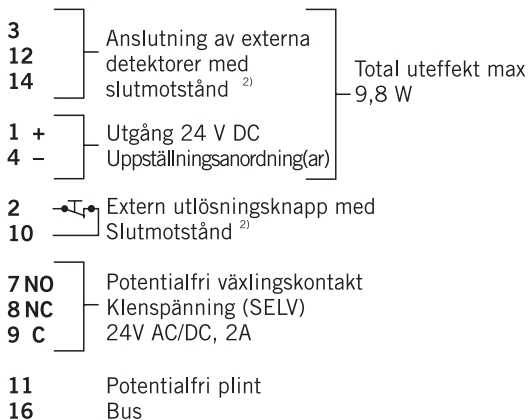 3
12
14
Anslutning av externa
detektorer med
slutmotstånd 2)
Total uteffekt max
9,8 W
1 +
4 –
Utgång 24 V DC
Uppställningsanordning(ar)
2
10
Extern utlösningsknapp med
Slutmotstånd 2)
7 NO
8 NC
9 C
Potentialfri växlingskontakt
Klenspänning (SELV)
24V AC/DC, 2A
11 Potentialfri plint
16 Bus